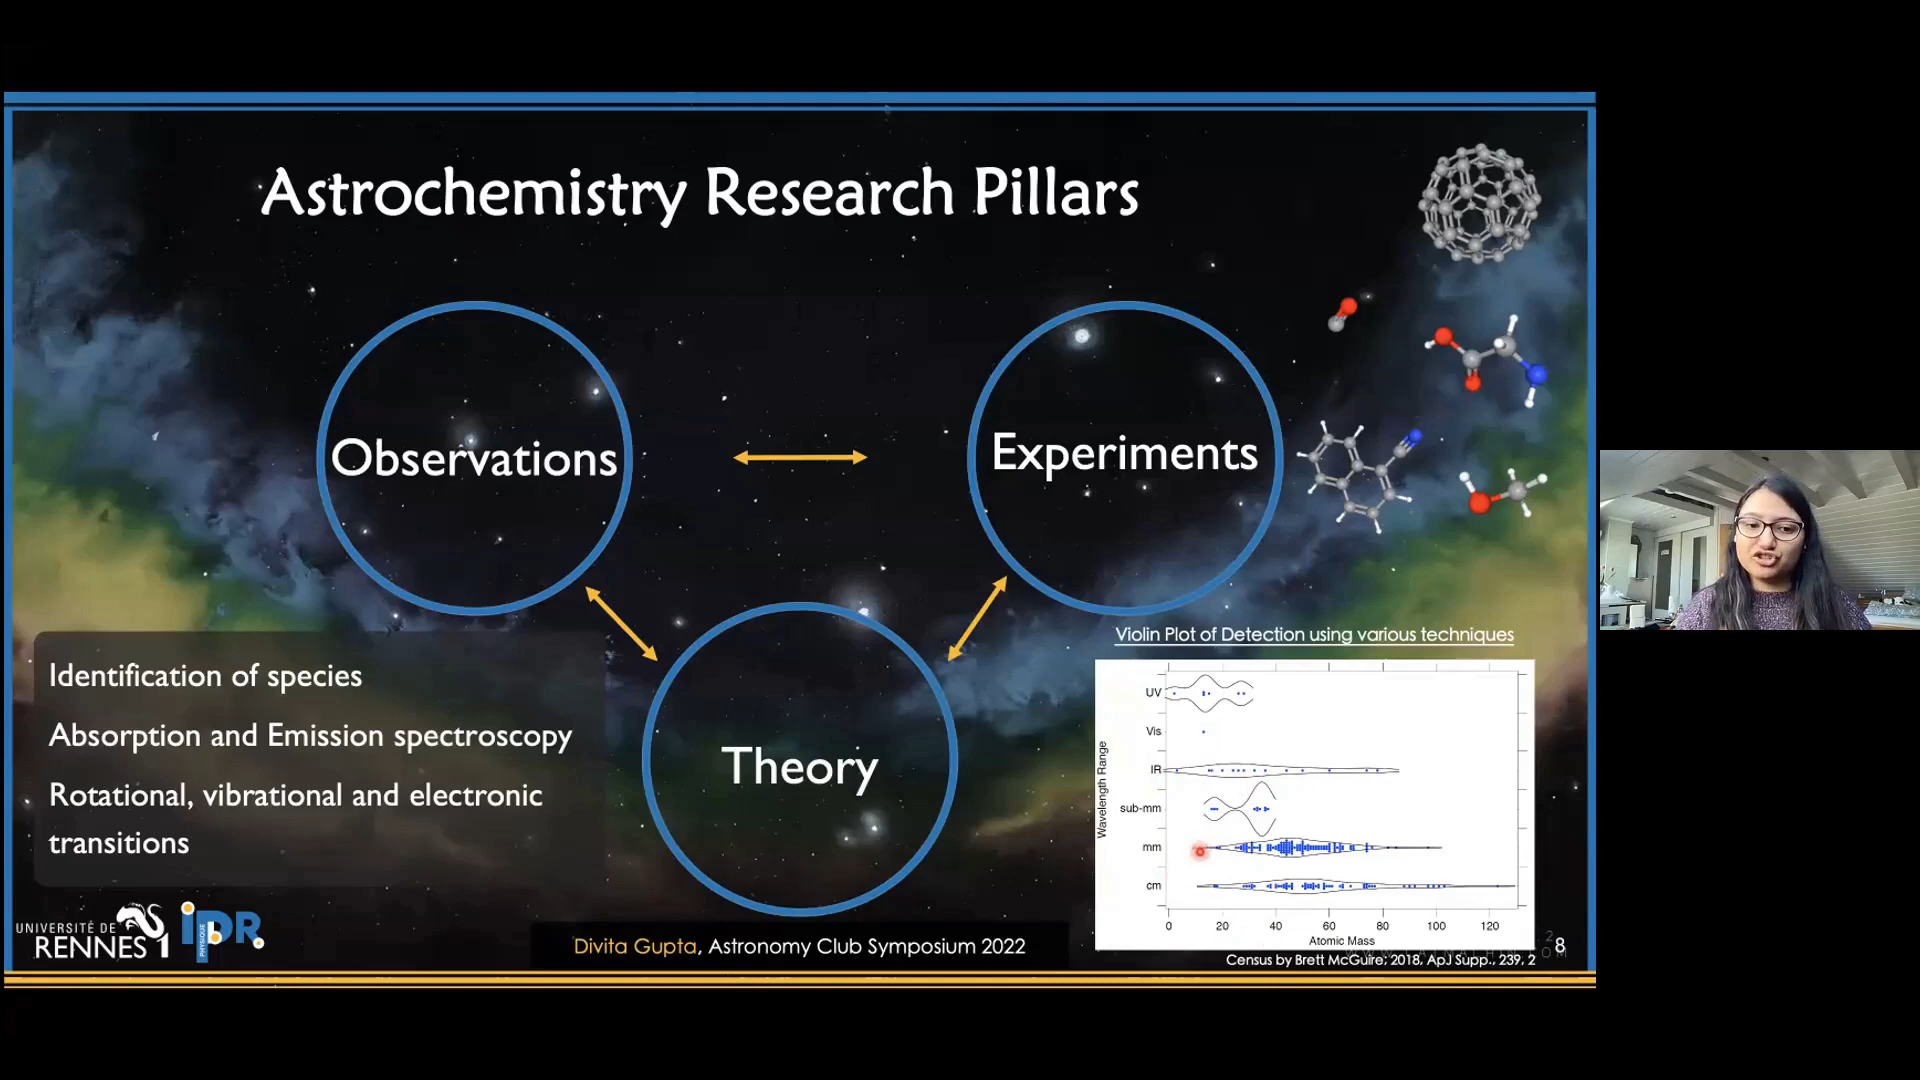 Astrochemistry Research Pillars
Observations
Experiments
Theory
Identification of species
Absorption and Emission spectroscopy
Rotational, vibrational and electronic
transitions
Violin Plot of Detection using various techniques
Wavelength Range
UV
Vis
IR
sub-mm
mm
cm
0 20 40 60 80 100 120
Atomic Mass
Census by Brett McGuire, 2018, ApJ Supp., 239, 2
UNIVERSITÉ DE
RENNES 1
iPR
PHYSIQUE
Divita Gupta, Astronomy Club Symposium 2022
8